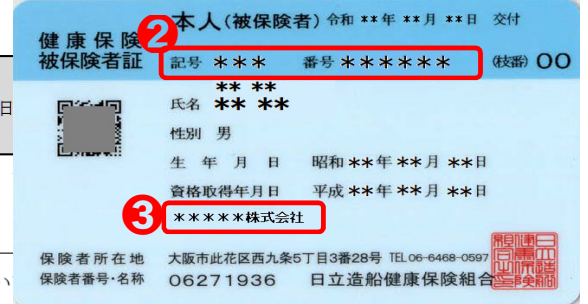 本人(被保険者) 令和 **年 **月 **日 交付
健康保険
被保険者証
2
記号 *** 番号 ****** (枝番) 00
** **
氏名 ** **
性別 男
生年月日 昭和 **年 **月 **日
資格取得年月日 平成 **年 **月 **日
3
*****株式会社
保険者所在地 大阪市此花区西九条5丁目3番28号 TEL 06-6468-0597
保険者番号・名称 06271936 日立造船健康保険組合
日
い